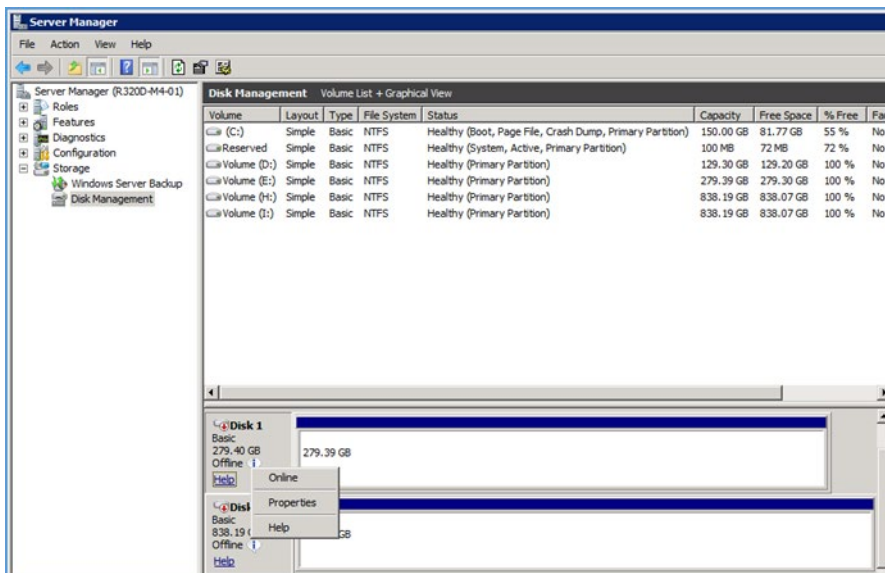 Server Manager
File Action View Help
Server Manager (R320D-M4-01)
Roles
Features
Diagnostics
Configuration
Storage
Windows Server Backup
Disk Management
Disk Management Volume List + Graphical View
Volume Layout Type File System Status Capacity Free Space % Free
(C:) Simple Basic NTFS Healthy (Boot, Page File, Crash Dump, Primary Partition) 150.00 GB 81.77 GB 55 % No
Reserved Simple Basic NTFS Healthy (System, Active, Primary Partition) 100 MB 72 MB 72 % No
Volume (D:) Simple Basic NTFS Healthy (Primary Partition) 129.30 GB 129.20 GB 100 % No
Volume (E:) Simple Basic NTFS Healthy (Primary Partition) 279.39 GB 279.30 GB 100 % No
Volume (H:) Simple Basic NTFS Healthy (Primary Partition) 838.19 GB 838.07 GB 100 % No
Volume (I:) Simple Basic NTFS Healthy (Primary Partition) 838.19 GB 838.07 GB 100 % No
Disk 1
Basic
279.40 GB
Offline
Help
279.39 GB
Online
Properties
Help
Disk
Basic
838.19
Offline
Help
GB